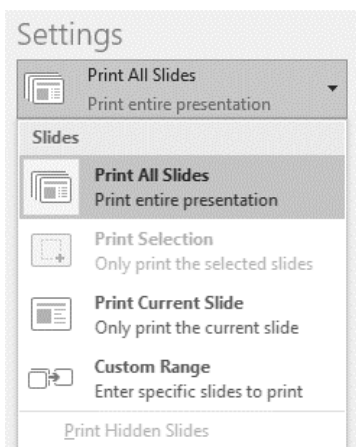 Settings
Print All Slides
Print entire presentation
Slides
Print All Slides
Print entire presentation
Print Selection
Only print the selected slides
Print Current Slide
Only print the current slide
Custom Range
Enter specific slides to print
Print Hidden Slides